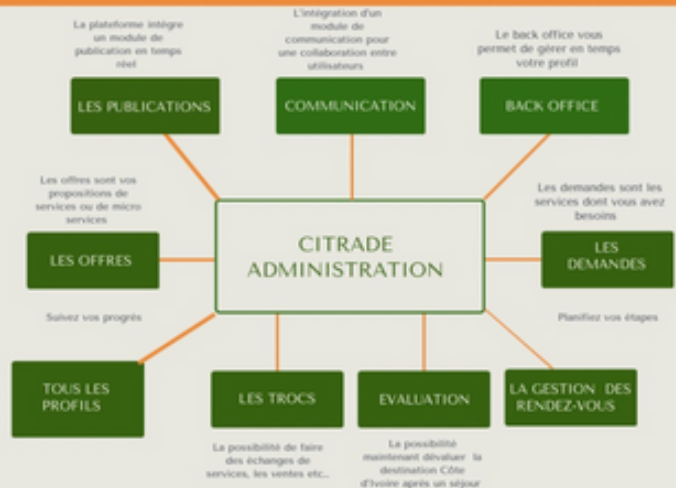 La plateforme intègre
un module de
publication en temps
réel
LES PUBLICATIONS
L'intégration d'un
module de
communication pour
une collaboration entre
utilisateurs
COMMUNICATION
Le back office vous
permet de gérer en temps
votre profil
BACK OFFICE
Les offres sont vos
propositions de
services ou de micro
services
LES OFFRES
CITRADE
ADMINISTRATION
Les demandes sont les
services dont vous avez
besoins
LES
DEMANDES
Suivez vos progrès
Planifiez vos étapes
TOUS LES
PROFILS
LES TROCS
EVALUATION
LA GESTION DES
RENDEZ-VOUS
La possibilité de faire
des échanges de
services, les ventes etc..
La possibilité
maintenant dévaluer la
destination Côte
d'Ivoire après un séjour